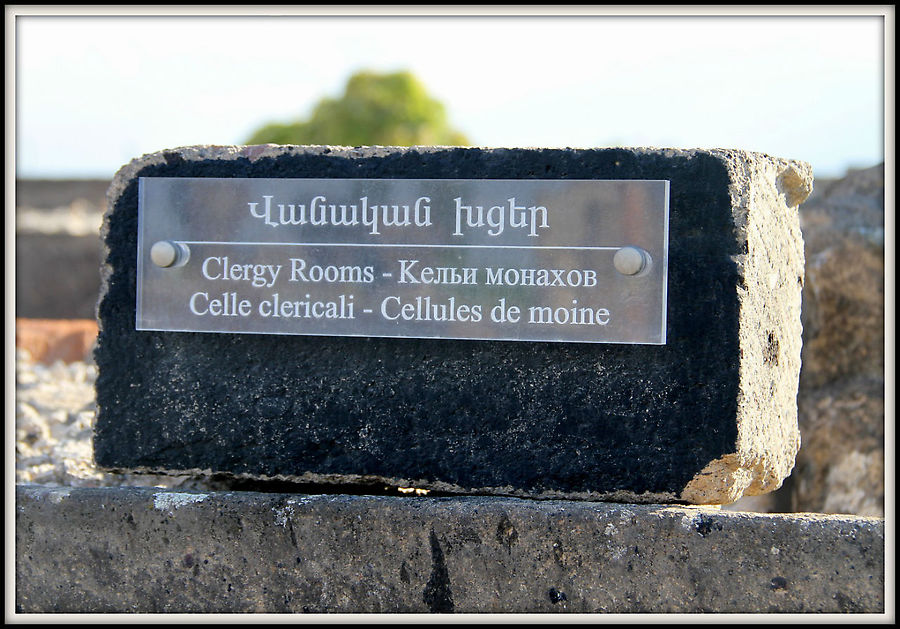 Վանական խցեր
Clergy Rooms - Кельи монахов
Celle clericali - Cellules de moine